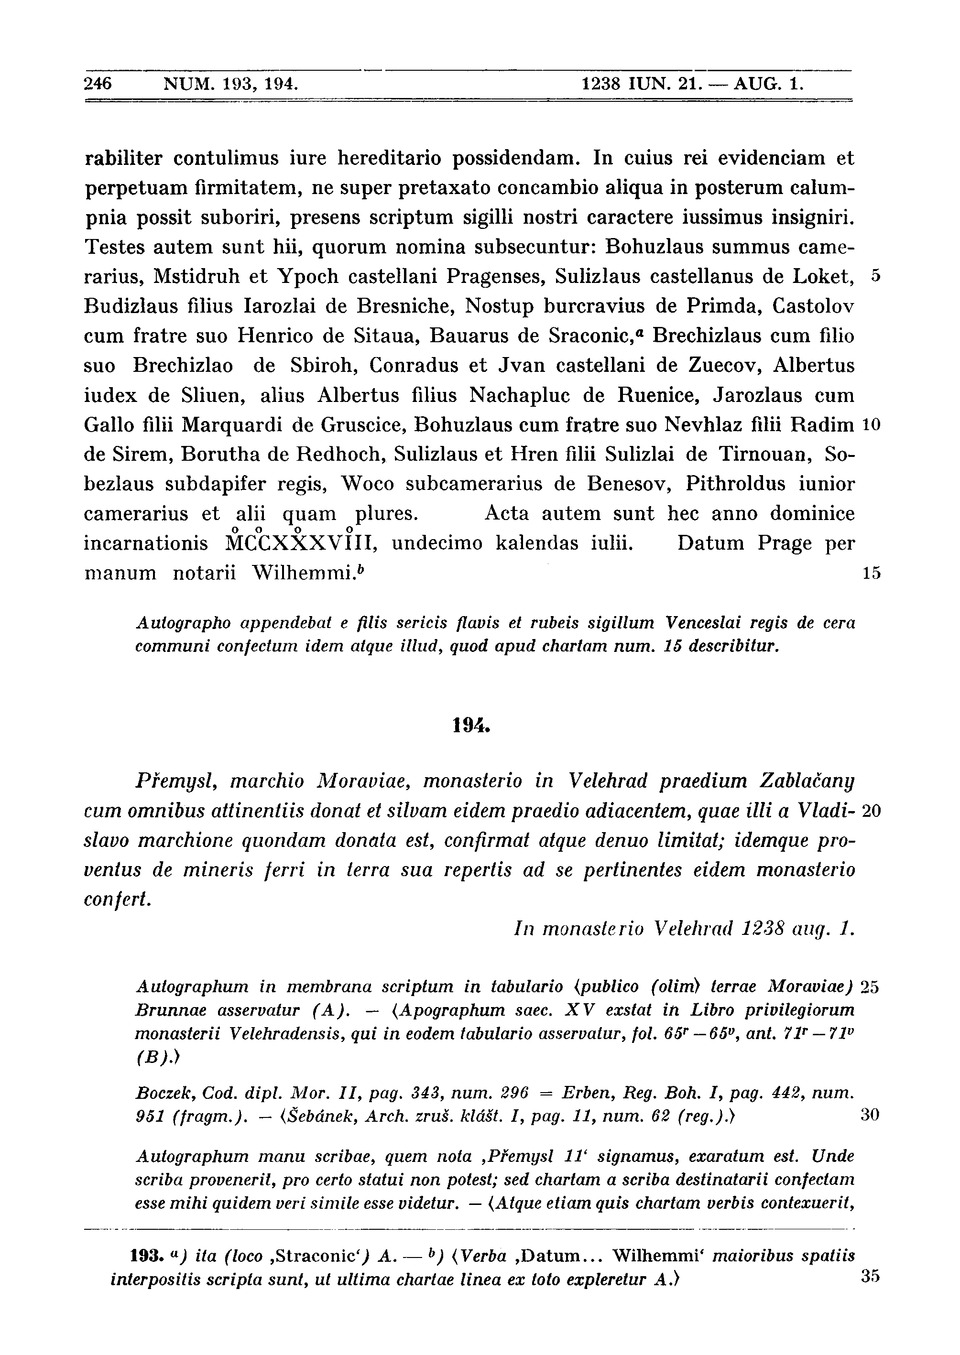 246 NUM. 193, 194. 1238 IUN. 21. — AUG. 1.
rabiliter contulimus iure hereditario possidendam. In cuius rei evidenciam et
perpetuam firmitatem, ne super pretaxato concambio aliqua in posterum calum-
pnia possit suboriri, presens scriptum sigilli nostri caractere iussimus insigniri.
Testes autem sunt hii, quorum nomina subsecuntur: Bohuzlaus summus came-
rarius, Mstidruh et Ypoch castellani Pragenses, Sulizlaus castellanus de Loket, 5
Budizlaus filius Iarozlai de Bresniche, Nostup burcravius de Primda, Castolov
cum fratre suo Henrico de Sitaua, Bauarus de Sraconic,ᵃ Brechizlaus cum filio
suo Brechizlao de Sbiroh, Conradus et Jvan castellani de Zuecov, Albertus
iudex de Sliuen, alius Albertus filius Nachapluc de Ruenice, Jarozlaus cum
Gallo filii Marquardi de Gruscice, Bohuzlaus cum fratre suo Nevhlaz filii Radim 10
de Sirem, Borutha de Redhoch, Sulizlaus et Hren filii Sulizlai de Tirnouan, So-
bezlaus subdapifer regis, Woco subcamerarius de Benesov, Pithroldus iunior
camerarius et alii quam plures. Acta autem sunt hec anno dominice
incarnationis M̊CC̊XXX̊VIII̊, undecimo kalendas iulii. Datum Prage per
manum notarii Wilhemmi.ᵇ 15
Autographo appendebat e filis sericis flavis et rubeis sigillum Venceslai regis de cera
communi confectum idem atque illud, quod apud chartam num. 15 describitur.
194.
Přemysl, marchio Moraviae, monasterio in Velehrad praedium Zablačany
cum omnibus attinentiis donat et silvam eidem praedio adiacentem, quae illi a Vladi- 20
slavo marchione quondam donata est, confirmat atque denuo limitat; idemque pro-
ventus de mineris ferri in terra sua repertis ad se pertinentes eidem monasterio
confert.
In monasterio Velehrad 1238 aug. 1.
Autographum in membrana scriptum in tabulario ⟨publico (olim⟩ terrae Moraviae) 25
Brunnae asservatur (A). — ⟨Apographum saec. XV exstat in Libro privilegiorum
monasterii Velehradensis, qui in eodem tabulario asservatur, fol. 65ʳ — 65ᵛ, ant. 71ʳ — 71ᵛ
(B).⟩
Boczek, Cod. dipl. Mor. II, pag. 343, num. 296 = Erben, Reg. Boh. I, pag. 442, num.
951 (fragm.). — ⟨Šebánek, Arch. zruš. klášt. I, pag. 11, num. 62 (reg.).⟩ 30
Autographum manu scribae, quem nota ‚Přemysl 11‘ signamus, exaratum est. Unde
scriba provenerit, pro certo statui non potest; sed chartam a scriba destinatarii confectam
esse mihi quidem veri simile esse videtur. — ⟨Atque etiam quis chartam verbis contexuerit,
193. ᵃ) ita (loco ‚Straconic‘) A. — ᵇ) ⟨Verba ‚Datum... Wilhemmi‘ maioribus spatiis
interpositis scripta sunt, ut ultima chartae linea ex toto expleretur A.⟩ 35